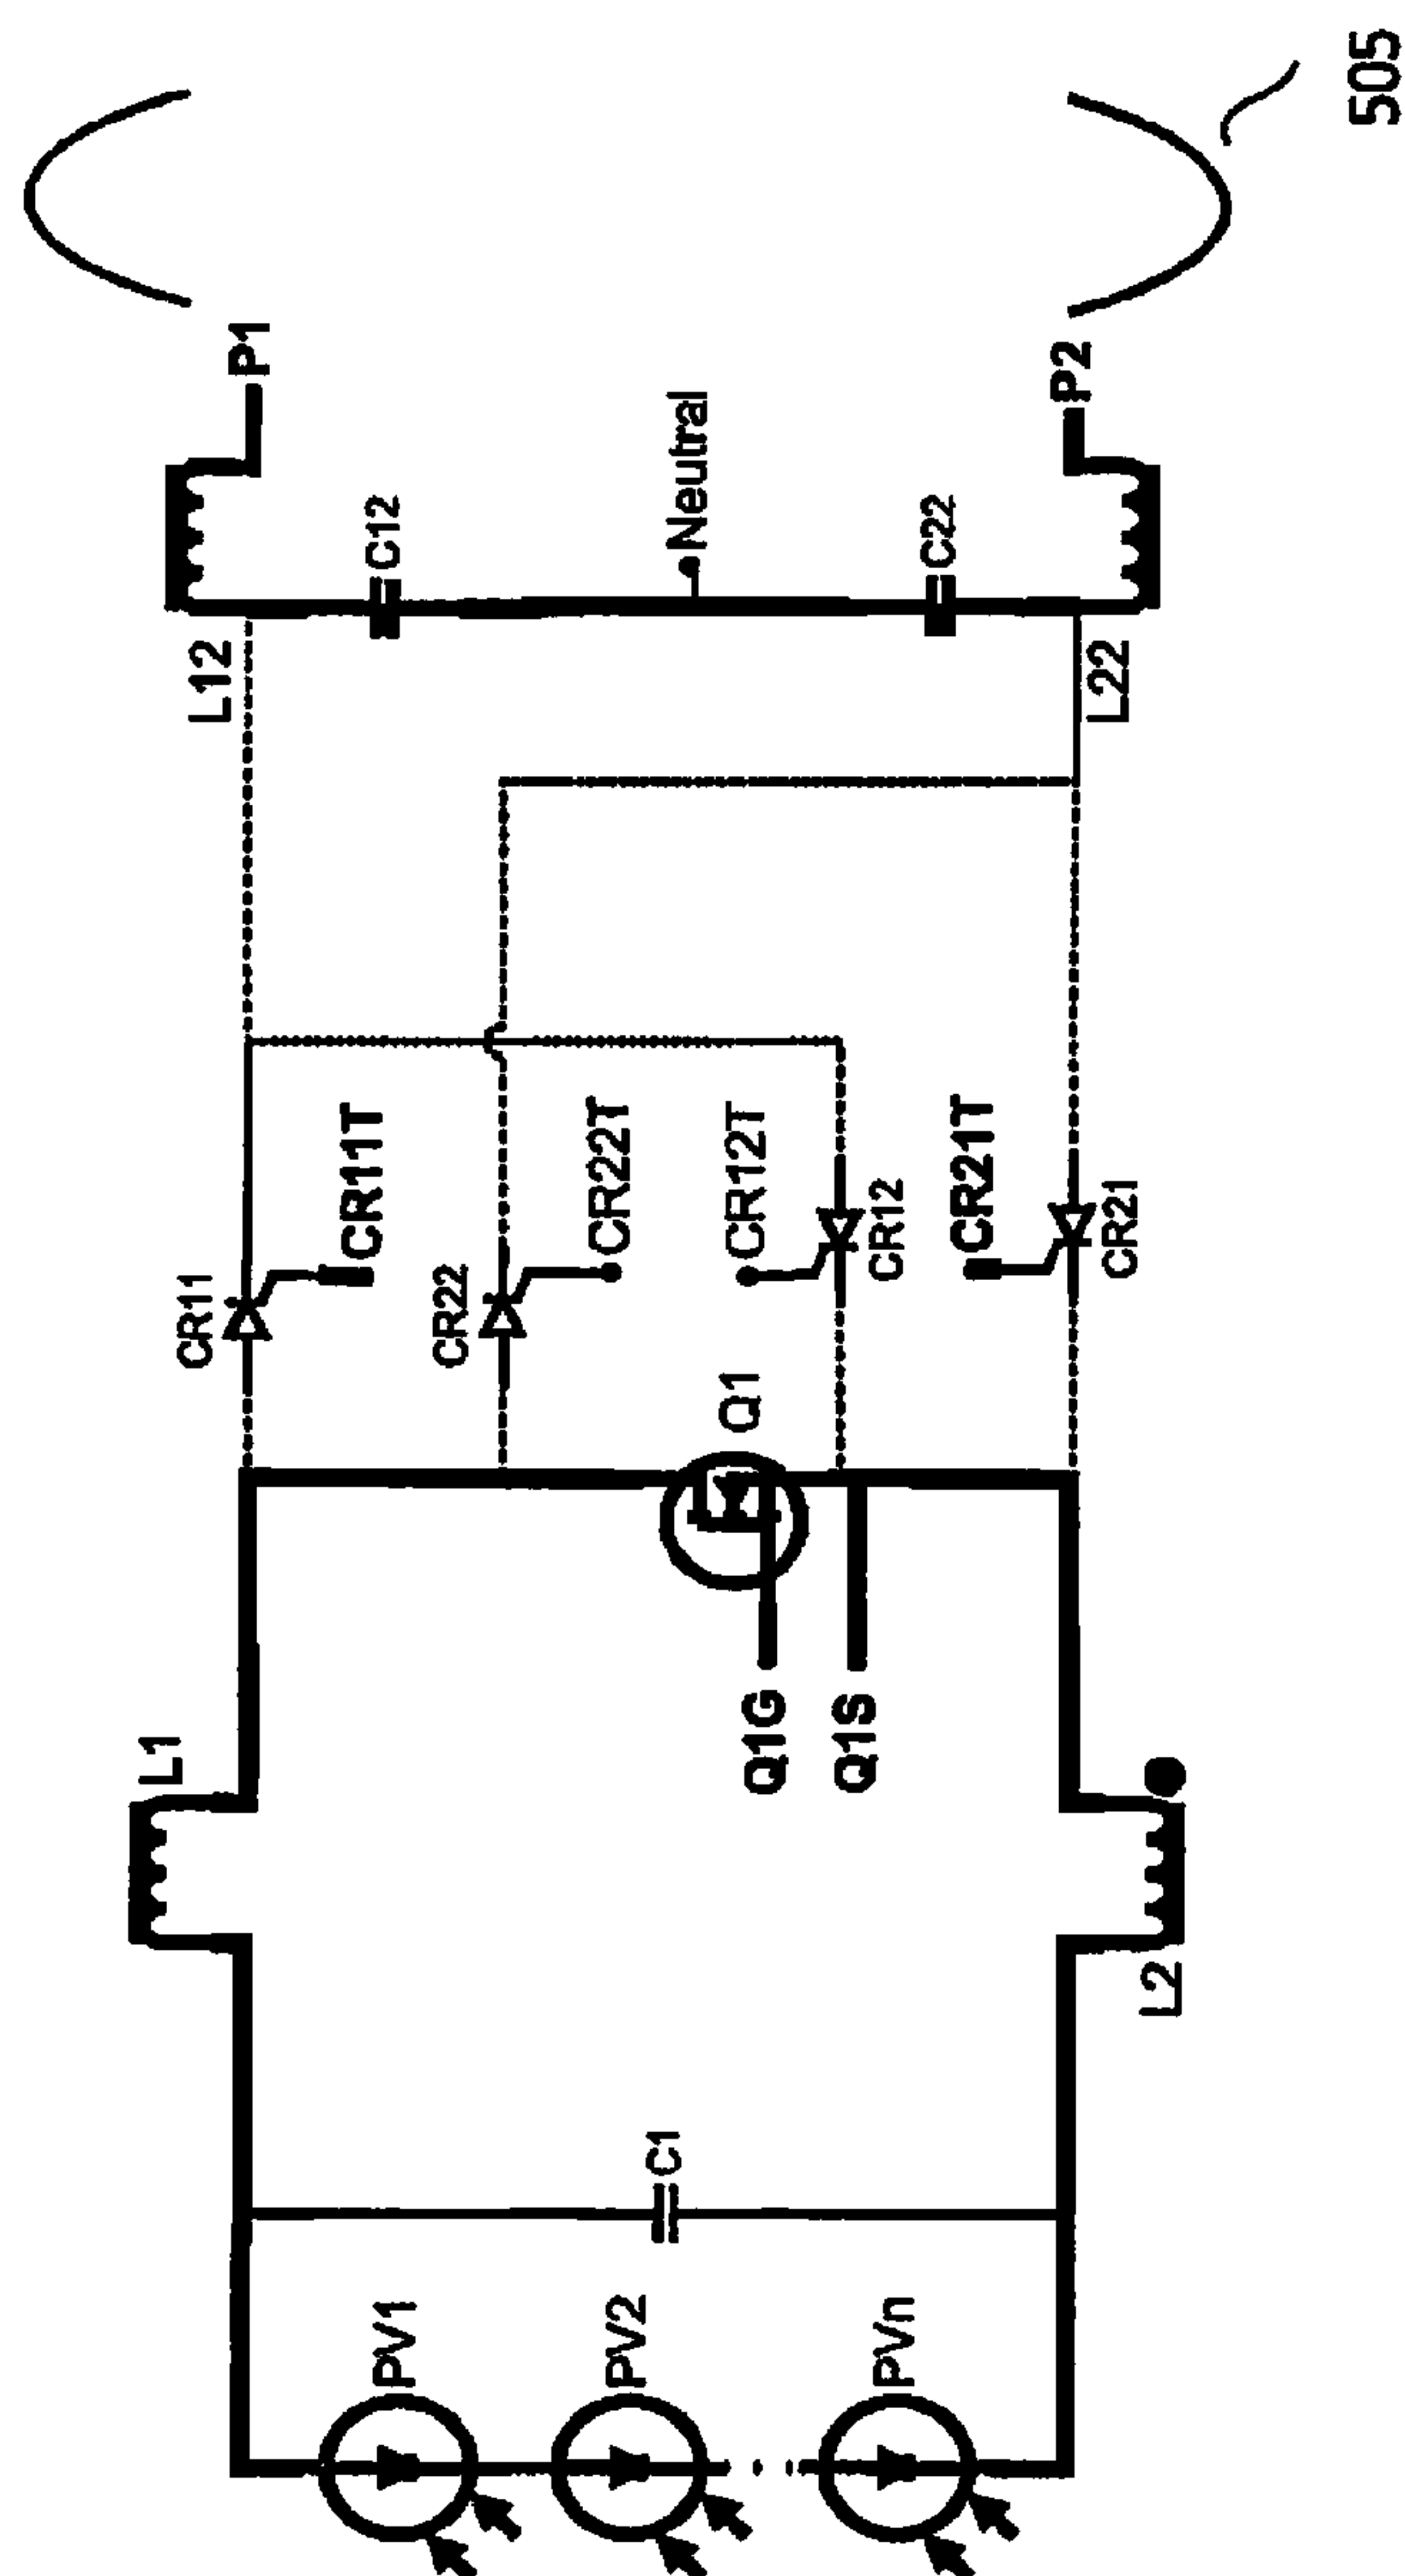 505
P1
P2
Neutral
C12
C22
L12
L22
CR11T
CR22T
CR12T
CR21T
CR11
CR22
CR12
CR21
Q1
Q1G
Q1S
L1
L2
C1
PV1
PV2
PVn